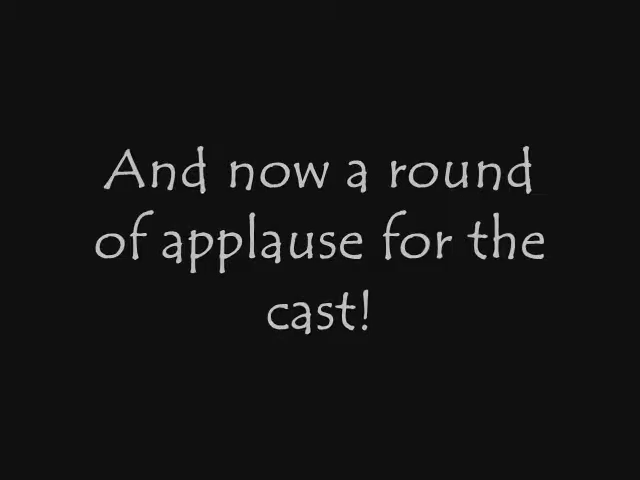 And now a round
of applause for the
cast!